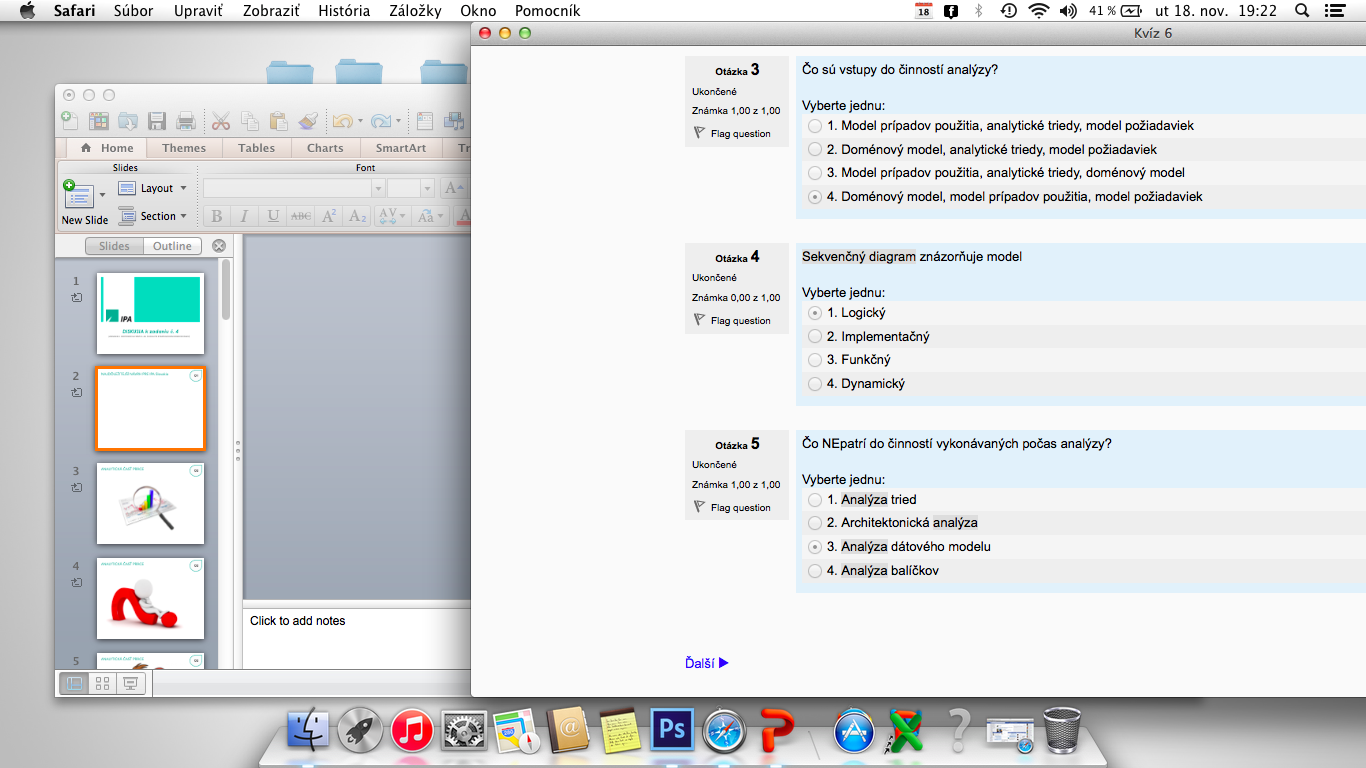 Safari Súbor Upraviť Zobraziť História Záložky Okno Pomocník
18 41 % ut 18. nov. 19:22
Kvíz 6
Home Themes Tables Charts SmartArt Tr
Slides Font
New Slide
Layout
Section
B I U ABC A2 A2 AV Aa A
Slides Outline
1
IPA
2
3
4
5
Click to add notes
Otázka 3
Ukončené
Známka 1,00 z 1,00
Flag question
Čo sú vstupy do činností analýzy?
Vyberte jednu:
1. Model prípadov použitia, analytické triedy, model požiadaviek
2. Doménový model, analytické triedy, model požiadaviek
3. Model prípadov použitia, analytické triedy, doménový model
4. Doménový model, model prípadov použitia, model požiadaviek
Otázka 4
Ukončené
Známka 0,00 z 1,00
Flag question
Sekvenčný diagram znázorňuje model
Vyberte jednu:
1. Logický
2. Implementačný
3. Funkčný
4. Dynamický
Otázka 5
Ukončené
Známka 1,00 z 1,00
Flag question
Čo NEpatrí do činností vykonávaných počas analýzy?
Vyberte jednu:
1. Analýza tried
2. Architektonická analýza
3. Analýza dátového modelu
4. Analýza balíčkov
Ďalší
Ps